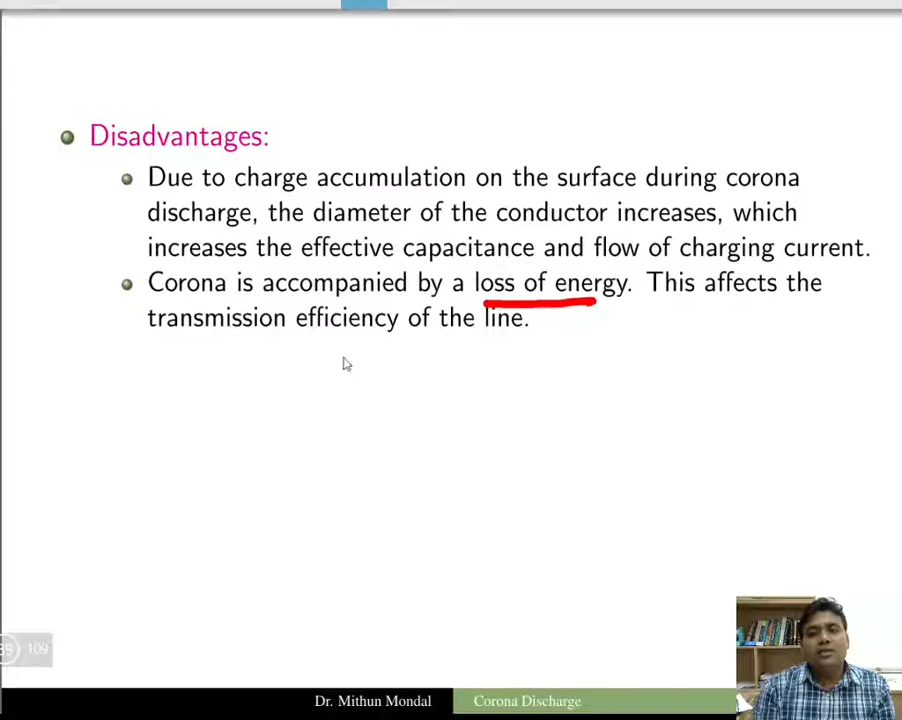 Disadvantages:
Due to charge accumulation on the surface during corona
discharge, the diameter of the conductor increases, which
increases the effective capacitance and flow of charging current.
Corona is accompanied by a loss of energy. This affects the
transmission efficiency of the line.
109
Dr. Mithun Mondal
Corona Discharge